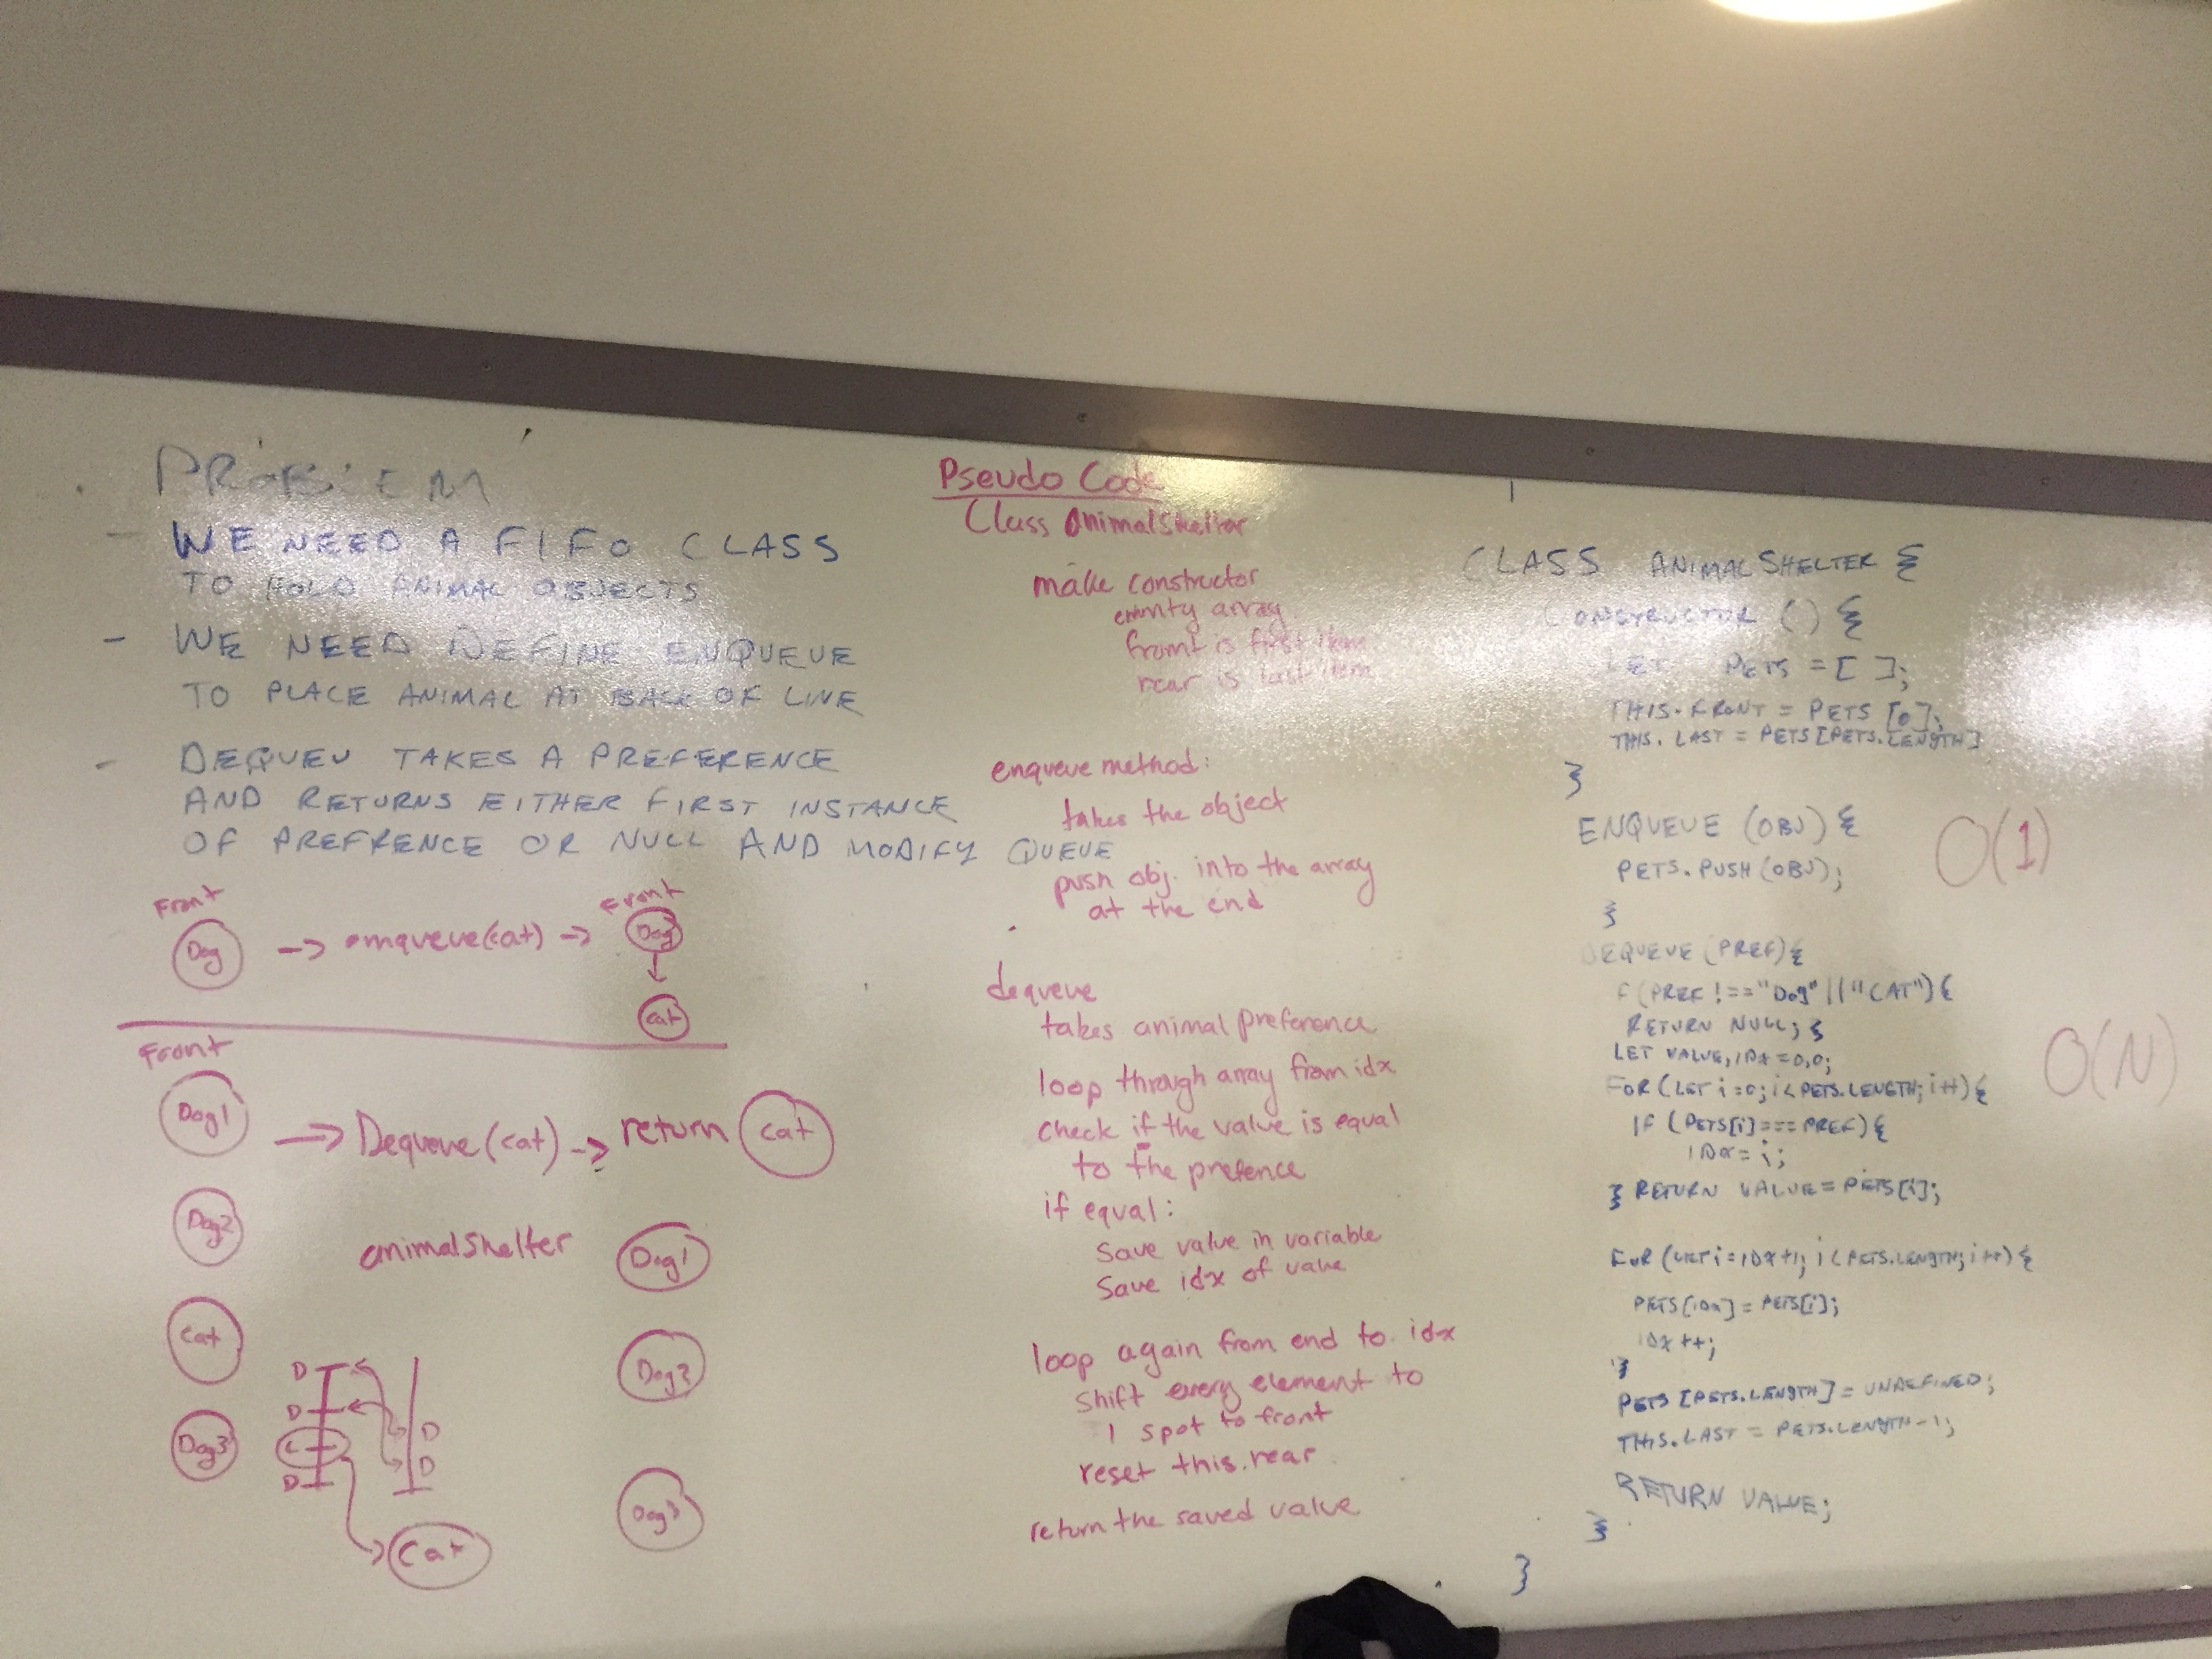 PROBLEM
- WE NEED A FIFO CLASS
TO HOLD ANIMAL OBJECTS
- WE NEED DEFINE ENQUEUE
TO PLACE ANIMAL AT BACK OF LINE
- DEQUEU TAKES A PREFERENCE
AND RETURNS EITHER FIRST INSTANCE
OF PREFRENCE OR NULL AND MODIFY QUEUE
Front
Dog -> enqueue(cat) ->
Front
Dog
cat
Front
Dog1 -> Dequeue(cat) -> return cat
Dog2
Cat
Dog3
animalShelter
Dog1
Dog2
Dog3
D
D
C
D
D
D
Cat
Pseudo Code
Class AnimalShelter
make constructor
empty array
front is first item
rear is last item
enqueue method:
takes the object
push obj. into the array
at the end
dequeue
takes animal preference
loop through array from idx
check if the value is equal
to the prefence
if equal:
Save value in variable
Save idx of value
loop again from end to idx
shift every element to
1 spot to front
reset this.rear
return the saved value
CLASS ANIMALSHELTER {
CONSTRUCTOR () {
LET PETS = [ ];
THIS.FRONT = PETS [0];
THIS.LAST = PETS[PETS.LENGTH]
}
ENQUEUE (OBJ) {
PETS.PUSH (OBJ);
}
O(1)
DEQUEUE (PREF){
F (PREF !== "Dog" || "CAT") {
RETURN NULL; }
LET VALUE, IDX = 0,0;
FOR (LET i = 0; i < PETS.LENGTH; i++) {
IF (PETS[i] === PREF) {
IDX = i;
} RETURN VALUE = PETS[i];
FOR (LET i = IDX+1; i < PETS.LENGTH; i++) {
PETS[IDX] = PETS[i];
IDX ++;
}
PETS [PETS.LENGTH] = UNDEFINED;
THIS.LAST = PETS.LENGTH-1;
RETURN VALUE;
}
}
O(N)